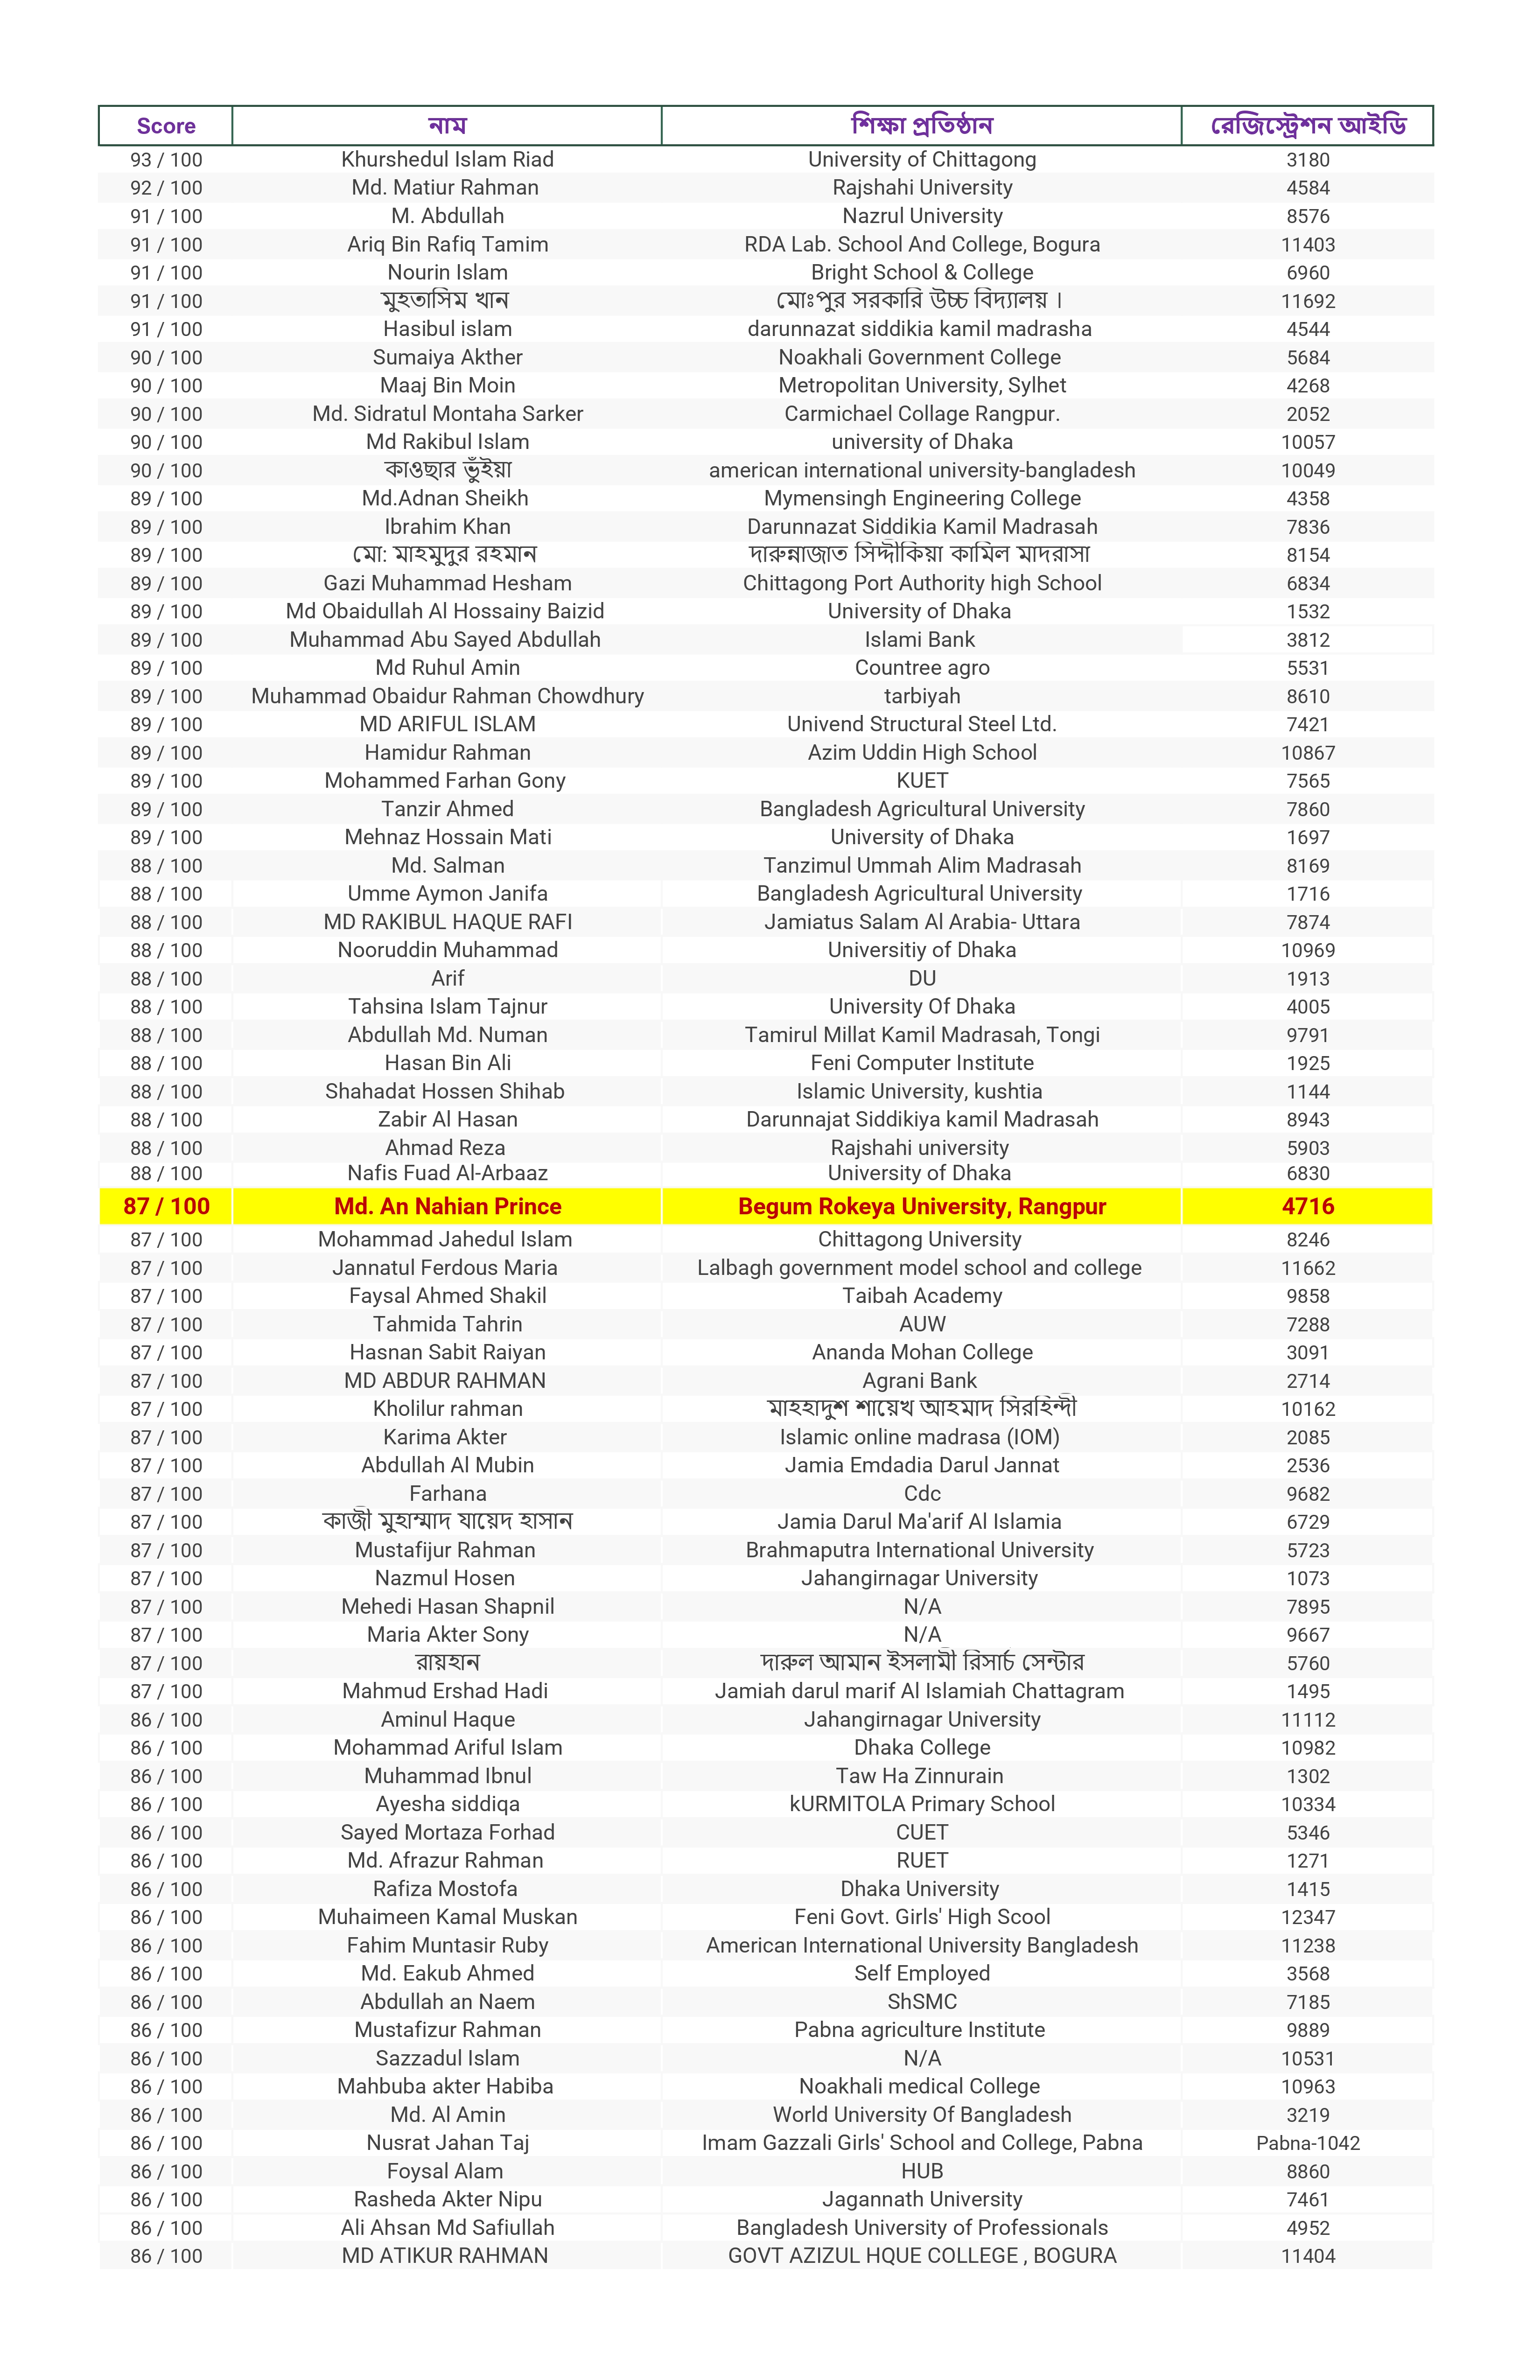 Score নাম শিক্ষা প্রতিষ্ঠান রেজিস্ট্রেশন আইডি
93 / 100 Khurshedul Islam Riad University of Chittagong 3180
92 / 100 Md. Matiur Rahman Rajshahi University 4584
91 / 100 M. Abdullah Nazrul University 8576
91 / 100 Ariq Bin Rafiq Tamim RDA Lab. School And College, Bogura 11403
91 / 100 Nourin Islam Bright School & College 6960
91 / 100 মুহতাসিম খান মোঃপুর সরকারি উচ্চ বিদ্যালয় । 11692
91 / 100 Hasibul islam darunnazat siddikia kamil madrasha 4544
90 / 100 Sumaiya Akther Noakhali Government College 5684
90 / 100 Maaj Bin Moin Metropolitan University, Sylhet 4268
90 / 100 Md. Sidratul Montaha Sarker Carmichael Collage Rangpur. 2052
90 / 100 Md Rakibul Islam university of Dhaka 10057
90 / 100 কাওছার ভুঁইয়া american international university-bangladesh 10049
89 / 100 Md.Adnan Sheikh Mymensingh Engineering College 4358
89 / 100 Ibrahim Khan Darunnazat Siddikia Kamil Madrasah 7836
89 / 100 মো: মাহমুদুর রহমান দারুন্নাজাত সিদ্দীকিয়া কামিল মাদরাসা 8154
89 / 100 Gazi Muhammad Hesham Chittagong Port Authority high School 6834
89 / 100 Md Obaidullah Al Hossainy Baizid University of Dhaka 1532
89 / 100 Muhammad Abu Sayed Abdullah Islami Bank 3812
89 / 100 Md Ruhul Amin Countree agro 5531
89 / 100 Muhammad Obaidur Rahman Chowdhury tarbiyah 8610
89 / 100 MD ARIFUL ISLAM Univend Structural Steel Ltd. 7421
89 / 100 Hamidur Rahman Azim Uddin High School 10867
89 / 100 Mohammed Farhan Gony KUET 7565
89 / 100 Tanzir Ahmed Bangladesh Agricultural University 7860
89 / 100 Mehnaz Hossain Mati University of Dhaka 1697
88 / 100 Md. Salman Tanzimul Ummah Alim Madrasah 8169
88 / 100 Umme Aymon Janifa Bangladesh Agricultural University 1716
88 / 100 MD RAKIBUL HAQUE RAFI Jamiatus Salam Al Arabia- Uttara 7874
88 / 100 Nooruddin Muhammad Universitiy of Dhaka 10969
88 / 100 Arif DU 1913
88 / 100 Tahsina Islam Tajnur University Of Dhaka 4005
88 / 100 Abdullah Md. Numan Tamirul Millat Kamil Madrasah, Tongi 9791
88 / 100 Hasan Bin Ali Feni Computer Institute 1925
88 / 100 Shahadat Hossen Shihab Islamic University, kushtia 1144
88 / 100 Zabir Al Hasan Darunnajat Siddikiya kamil Madrasah 8943
88 / 100 Ahmad Reza Rajshahi university 5903
88 / 100 Nafis Fuad Al-Arbaaz University of Dhaka 6830
87 / 100 Md. An Nahian Prince Begum Rokeya University, Rangpur 4716
87 / 100 Mohammad Jahedul Islam Chittagong University 8246
87 / 100 Jannatul Ferdous Maria Lalbagh government model school and college 11662
87 / 100 Faysal Ahmed Shakil Taibah Academy 9858
87 / 100 Tahmida Tahrin AUW 7288
87 / 100 Hasnan Sabit Raiyan Ananda Mohan College 3091
87 / 100 MD ABDUR RAHMAN Agrani Bank 2714
87 / 100 Kholilur rahman মাহহাদুশ শায়েখ আহমাদ সিরহিন্দী 10162
87 / 100 Karima Akter Islamic online madrasa (IOM) 2085
87 / 100 Abdullah Al Mubin Jamia Emdadia Darul Jannat 2536
87 / 100 Farhana Cdc 9682
87 / 100 কাজী মুহাম্মাদ যায়েদ হাসান Jamia Darul Ma'arif Al Islamia 6729
87 / 100 Mustafijur Rahman Brahmaputra International University 5723
87 / 100 Nazmul Hosen Jahangirnagar University 1073
87 / 100 Mehedi Hasan Shapnil N/A 7895
87 / 100 Maria Akter Sony N/A 9667
87 / 100 রায়হান দারুল আমান ইসলামী রিসার্চ সেন্টার 5760
87 / 100 Mahmud Ershad Hadi Jamiah darul marif Al Islamiah Chattagram 1495
86 / 100 Aminul Haque Jahangirnagar University 11112
86 / 100 Mohammad Ariful Islam Dhaka College 10982
86 / 100 Muhammad Ibnul Taw Ha Zinnurain 1302
86 / 100 Ayesha siddiqa kURMITOLA Primary School 10334
86 / 100 Sayed Mortaza Forhad CUET 5346
86 / 100 Md. Afrazur Rahman RUET 1271
86 / 100 Rafiza Mostofa Dhaka University 1415
86 / 100 Muhaimeen Kamal Muskan Feni Govt. Girls' High Scool 12347
86 / 100 Fahim Muntasir Ruby American International University Bangladesh 11238
86 / 100 Md. Eakub Ahmed Self Employed 3568
86 / 100 Abdullah an Naem ShSMC 7185
86 / 100 Mustafizur Rahman Pabna agriculture Institute 9889
86 / 100 Sazzadul Islam N/A 10531
86 / 100 Mahbuba akter Habiba Noakhali medical College 10963
86 / 100 Md. Al Amin World University Of Bangladesh 3219
86 / 100 Nusrat Jahan Taj Imam Gazzali Girls' School and College, Pabna Pabna-1042
86 / 100 Foysal Alam HUB 8860
86 / 100 Rasheda Akter Nipu Jagannath University 7461
86 / 100 Ali Ahsan Md Safiullah Bangladesh University of Professionals 4952
86 / 100 MD ATIKUR RAHMAN GOVT AZIZUL HQUE COLLEGE , BOGURA 11404